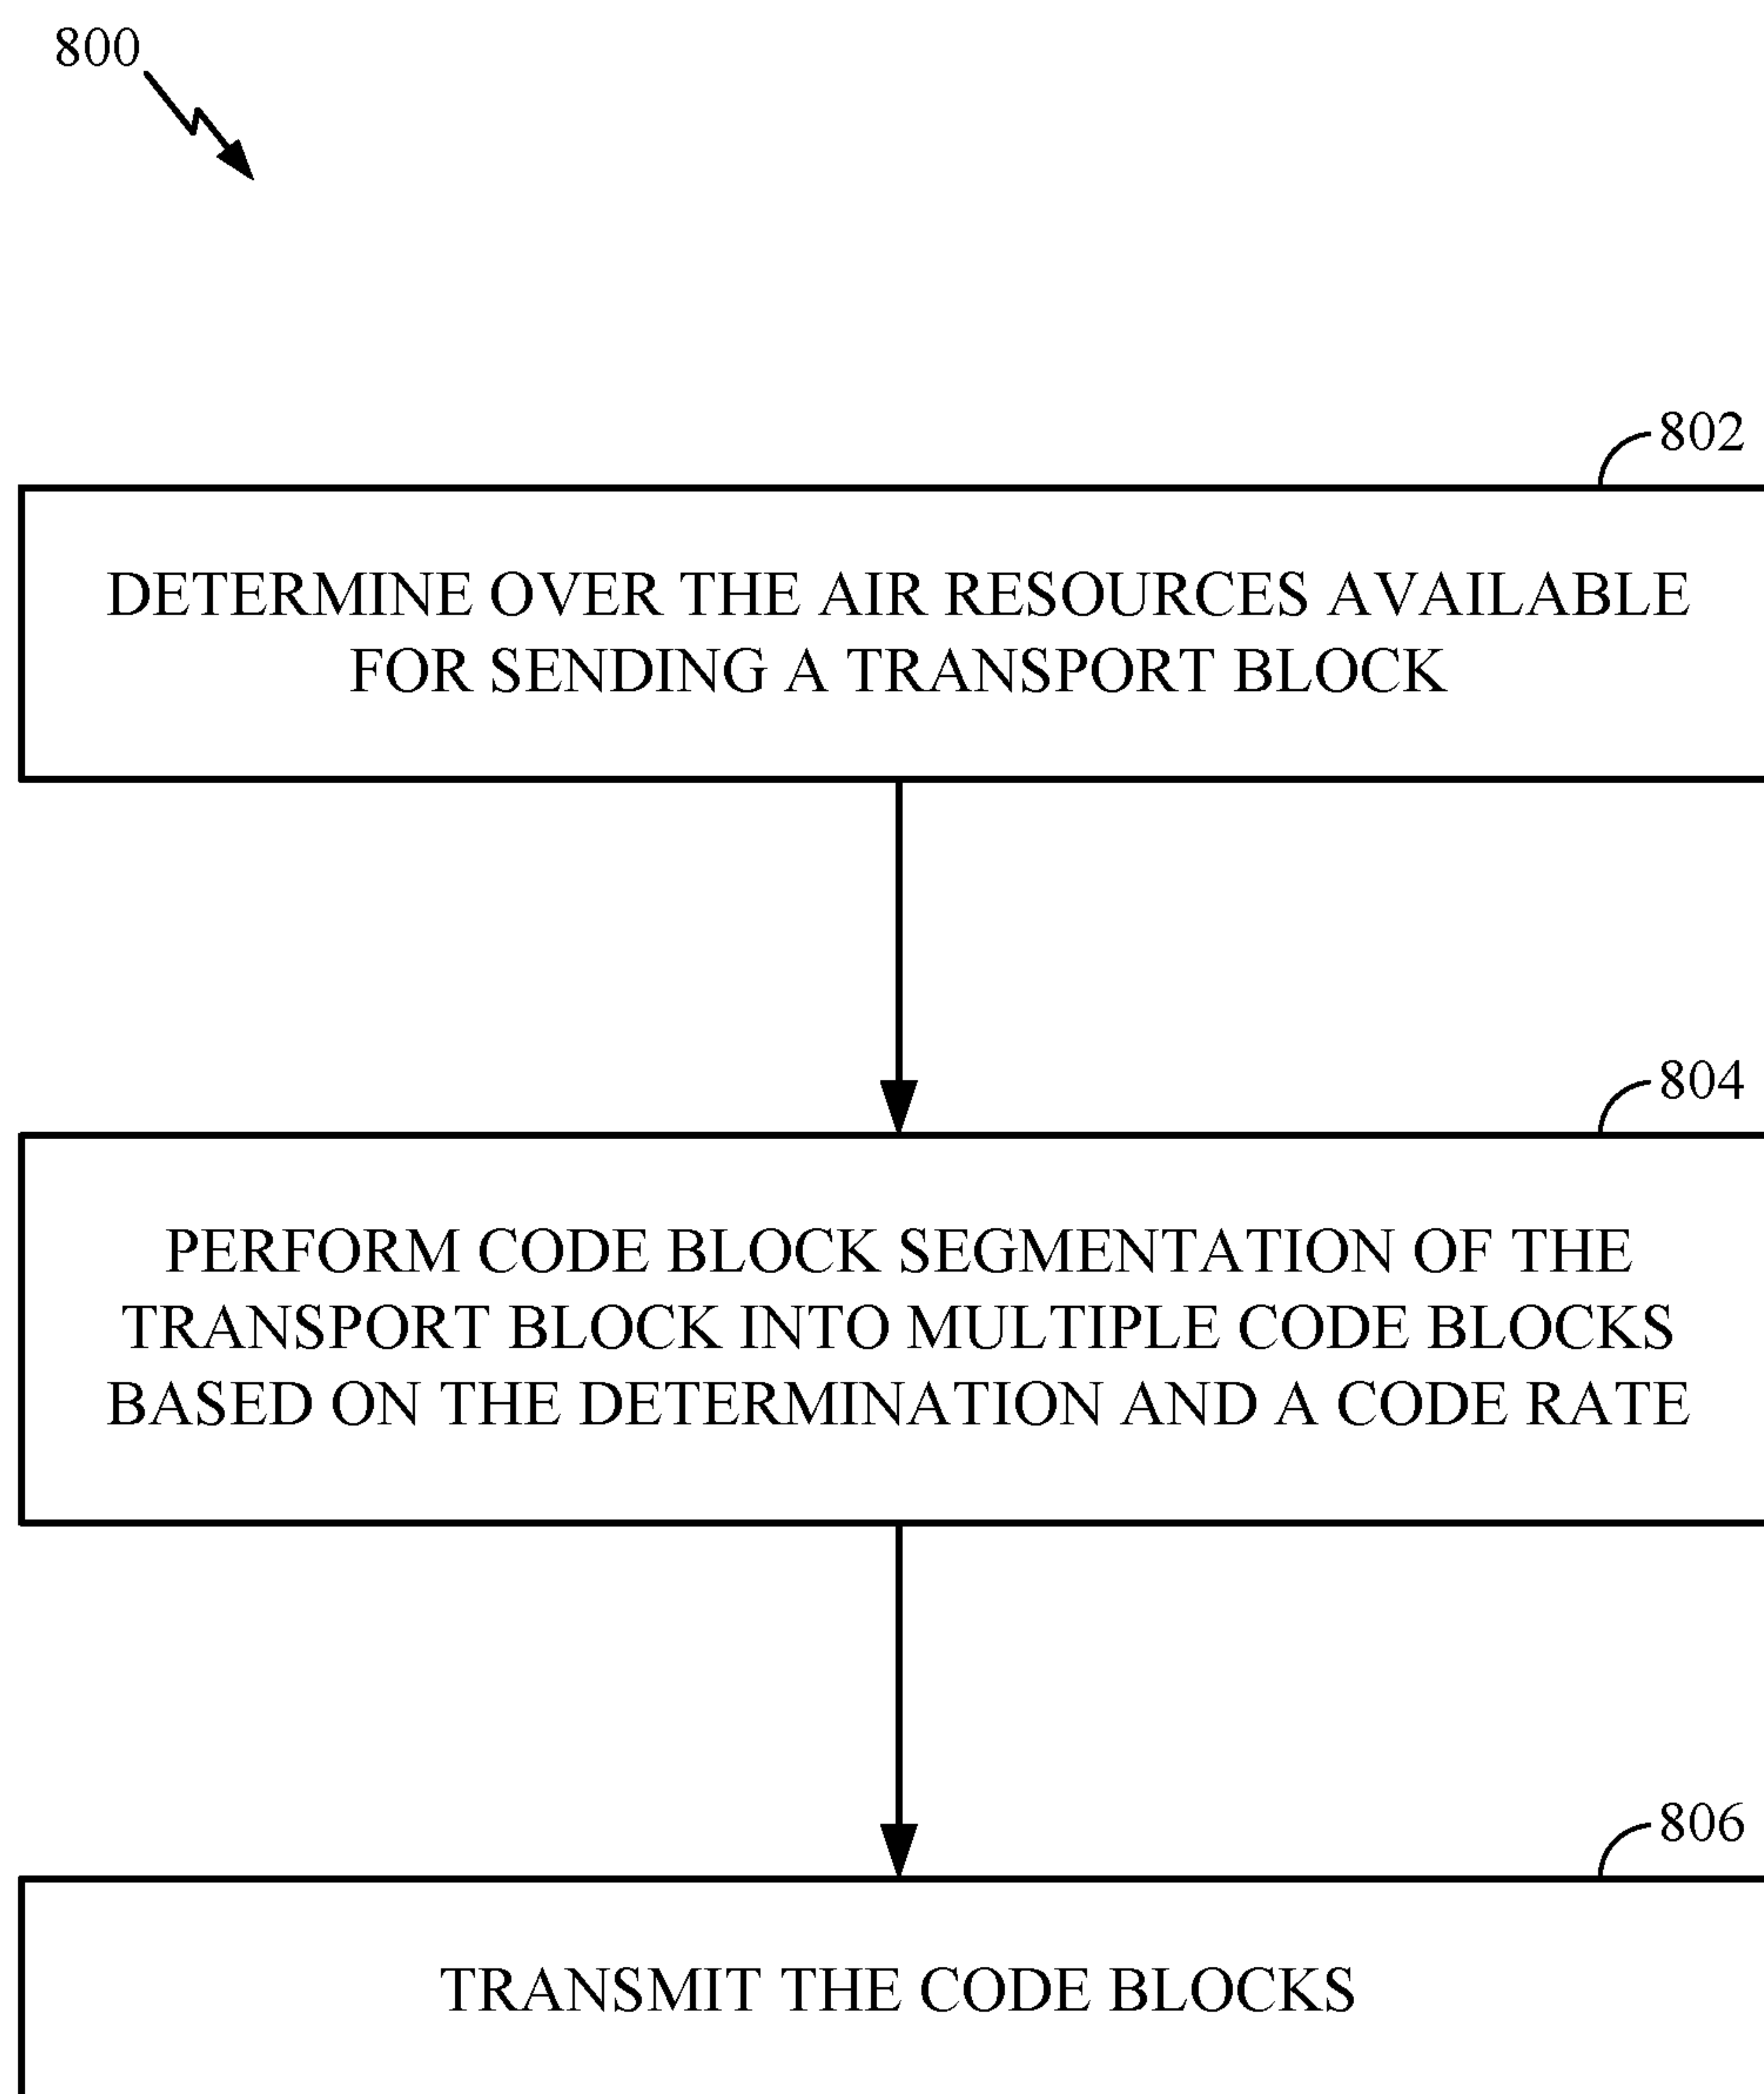 800
802
DETERMINE OVER THE AIR RESOURCES AVAILABLE
FOR SENDING A TRANSPORT BLOCK
804
PERFORM CODE BLOCK SEGMENTATION OF THE
TRANSPORT BLOCK INTO MULTIPLE CODE BLOCKS
BASED ON THE DETERMINATION AND A CODE RATE
806
TRANSMIT THE CODE BLOCKS